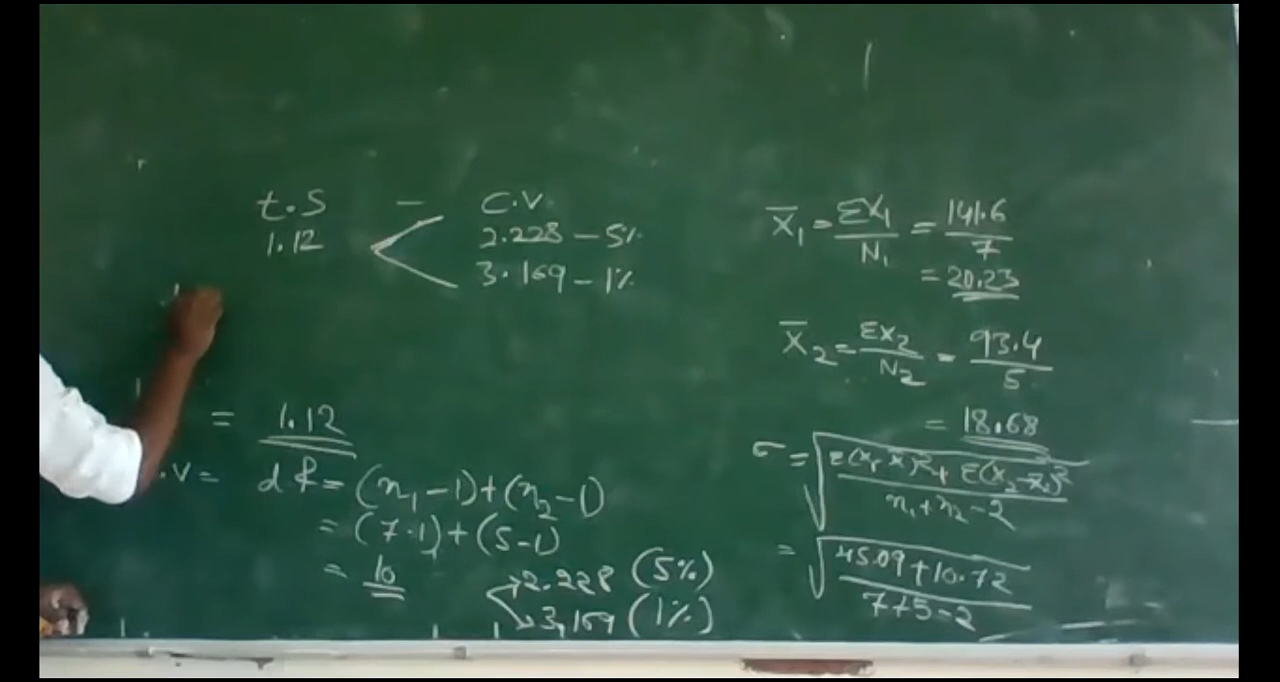 t.S — C.V.
1.12 < 2.228 – 5%
3.169 – 1%
= 1.12
.V = df = (n₁ – 1) + (n₂ – 1)
= (7-1) + (5-1)
= 10
2.228 (5%)
3.169 (1%)
X̄₁ = ΣX₁/N₁ = 141.6/7
= 20.23
X̄₂ = ΣX₂/N₂ = 93.4/5
= 18.68
σ = √((Σ(X₁-X̄)² + Σ(X₂-X̄₂)²)/(n₁+n₂-2))
= √((45.09+10.72)/(7+5-2))